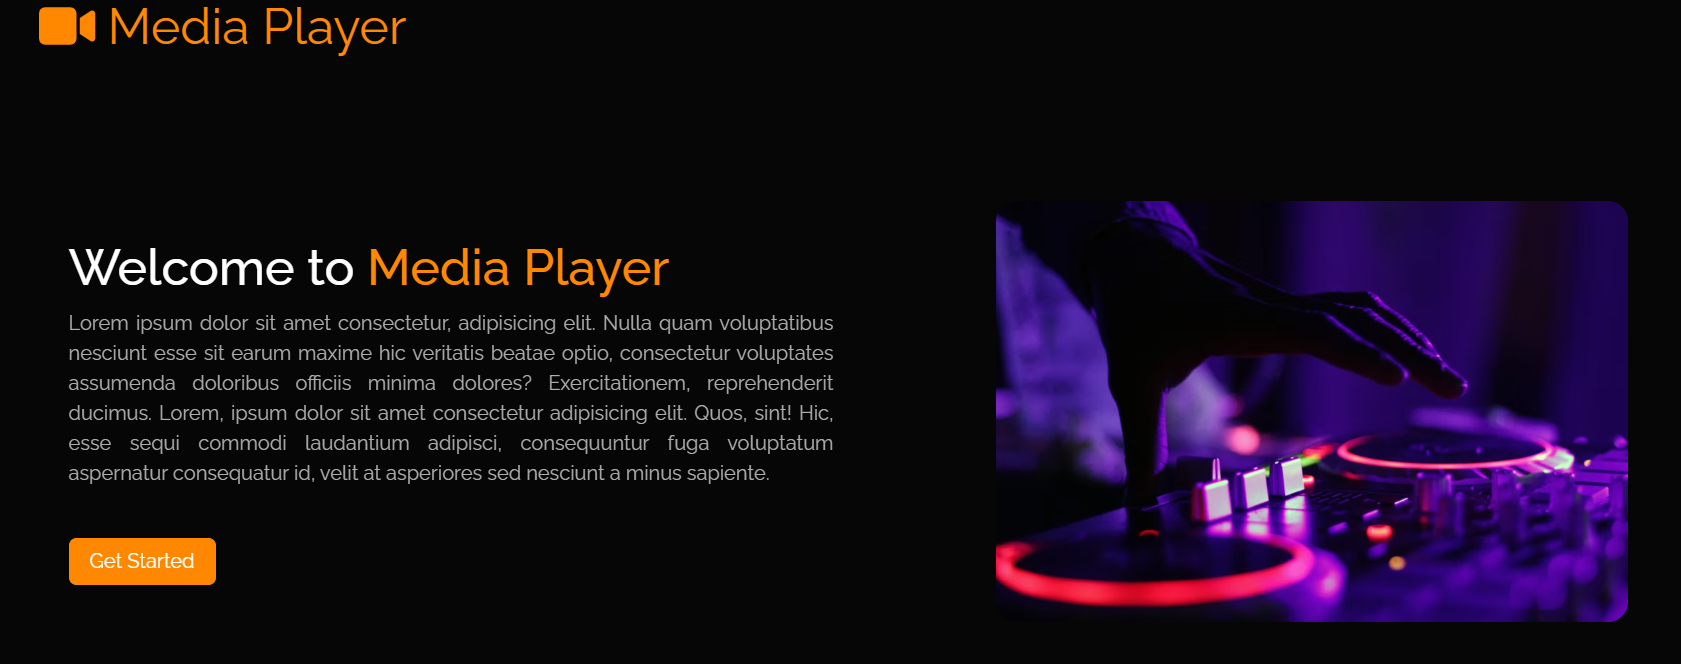 Media Player
Welcome to Media Player
Lorem ipsum dolor sit amet consectetur, adipisicing elit. Nulla quam voluptatibus
nesciunt esse sit earum maxime hic veritatis beatae optio, consectetur voluptates
assumenda doloribus officiis minima dolores? Exercitationem, reprehenderit
ducimus. Lorem, ipsum dolor sit amet consectetur adipisicing elit. Quos, sint! Hic,
esse sequi commodi laudantium adipisci, consequuntur fuga voluptatum
aspernatur consequatur id, velit at asperiores sed nesciunt a minus sapiente.
Get Started